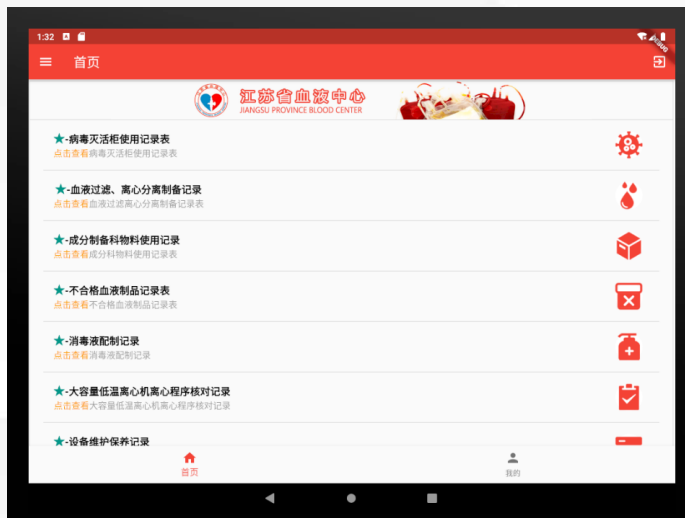 1:32
DEBUG
首页
江苏省血液中心
JIANGSU PROVINCE BLOOD CENTER
★-病毒灭活柜使用记录表
点击查看病毒灭活柜使用记录表
★-血液过滤、离心分离制备记录
点击查看血液过滤离心分离制备记录表
★-成分制备科物料使用记录
点击查看成分科物料使用记录表
★-不合格血液制品记录表
点击查看不合格血液制品记录表
★-消毒液配制记录
点击查看消毒液配制记录
★-大容量低温离心机离心程序核对记录
点击查看大容量低温离心机离心程序核对记录
★-设备维护保养记录
首页
我的